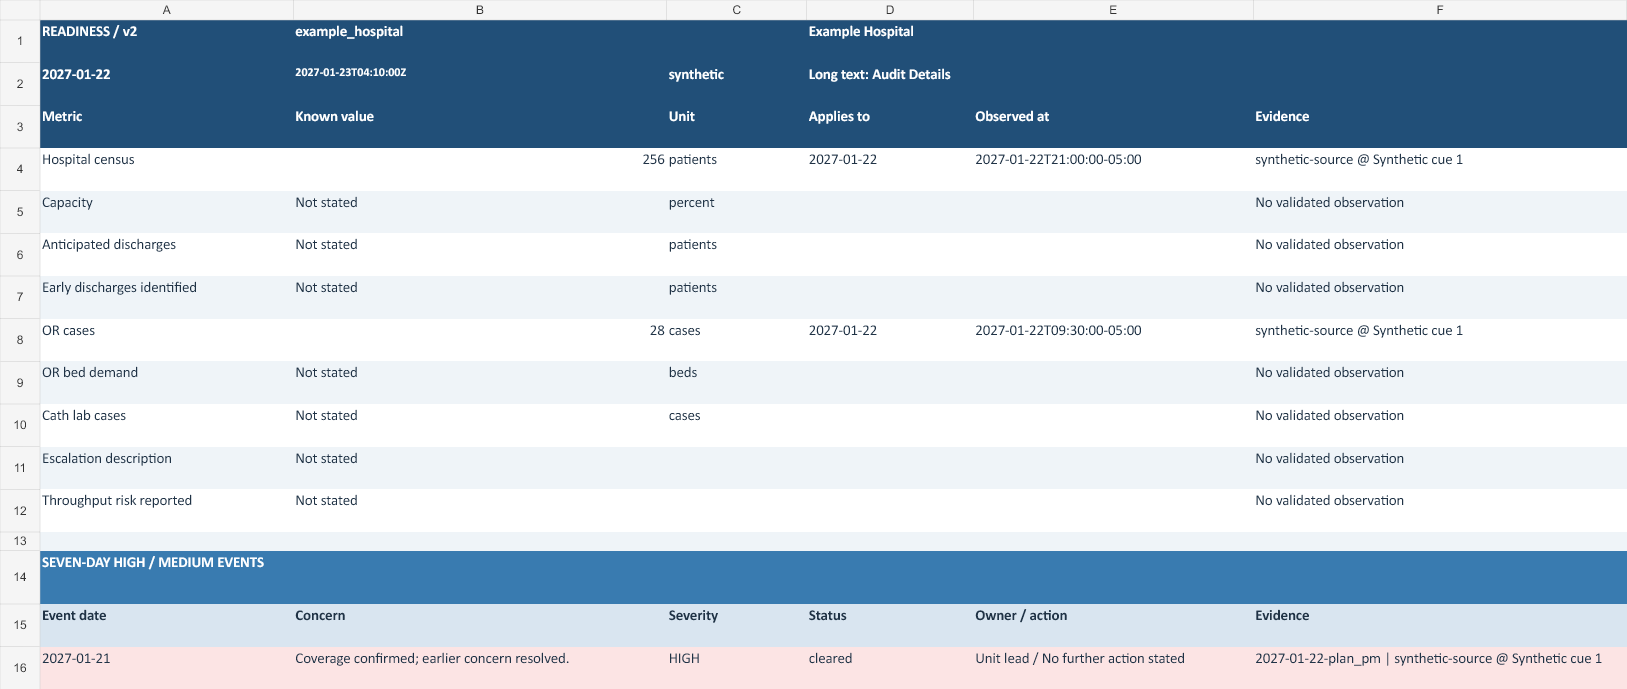 A B C D E F
1 READINESS / v2 example_hospital Example Hospital
2 2027-01-22 2027-01-23T04:10:00Z synthetic Long text: Audit Details
3 Metric Known value Unit Applies to Observed at Evidence
4 Hospital census 256 patients 2027-01-22 2027-01-22T21:00:00-05:00 synthetic-source @ Synthetic cue 1
5 Capacity Not stated percent No validated observation
6 Anticipated discharges Not stated patients No validated observation
7 Early discharges identified Not stated patients No validated observation
8 OR cases 28 cases 2027-01-22 2027-01-22T09:30:00-05:00 synthetic-source @ Synthetic cue 1
9 OR bed demand Not stated beds No validated observation
10 Cath lab cases Not stated cases No validated observation
11 Escalation description Not stated No validated observation
12 Throughput risk reported Not stated No validated observation
13
14 SEVEN-DAY HIGH / MEDIUM EVENTS
15 Event date Concern Severity Status Owner / action Evidence
16 2027-01-21 Coverage confirmed; earlier concern resolved. HIGH cleared Unit lead / No further action stated 2027-01-22-plan_pm | synthetic-source @ Synthetic cue 1